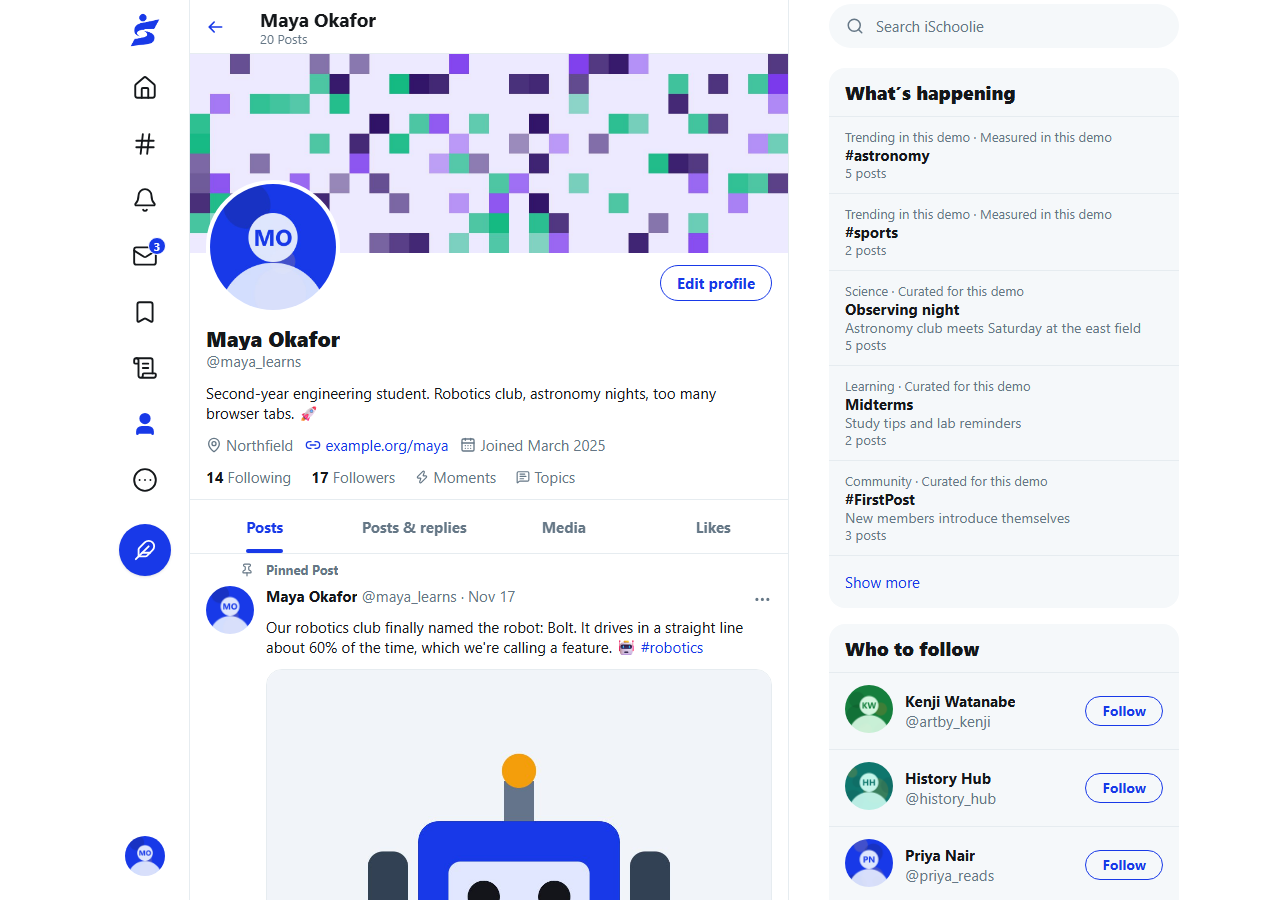 Maya Okafor
20 Posts
3
MO
Edit profile
Maya Okafor
@maya_learns
Second-year engineering student. Robotics club, astronomy nights, too many
browser tabs. 🚀
Northfield example.org/maya Joined March 2025
14 Following 17 Followers Moments Topics
Posts Posts & replies Media Likes
Pinned Post
MO
Maya Okafor @maya_learns · Nov 17
Our robotics club finally named the robot: Bolt. It drives in a straight line
about 60% of the time, which we're calling a feature. 🤖 #robotics
MO
Search iSchoolie
What´s happening
Trending in this demo · Measured in this demo
#astronomy
5 posts
Trending in this demo · Measured in this demo
#sports
2 posts
Science · Curated for this demo
Observing night
Astronomy club meets Saturday at the east field
5 posts
Learning · Curated for this demo
Midterms
Study tips and lab reminders
2 posts
Community · Curated for this demo
#FirstPost
New members introduce themselves
3 posts
Show more
Who to follow
KW
Kenji Watanabe
@artby_kenji
Follow
HH
History Hub
@history_hub
Follow
PN
Priya Nair
@priya_reads
Follow